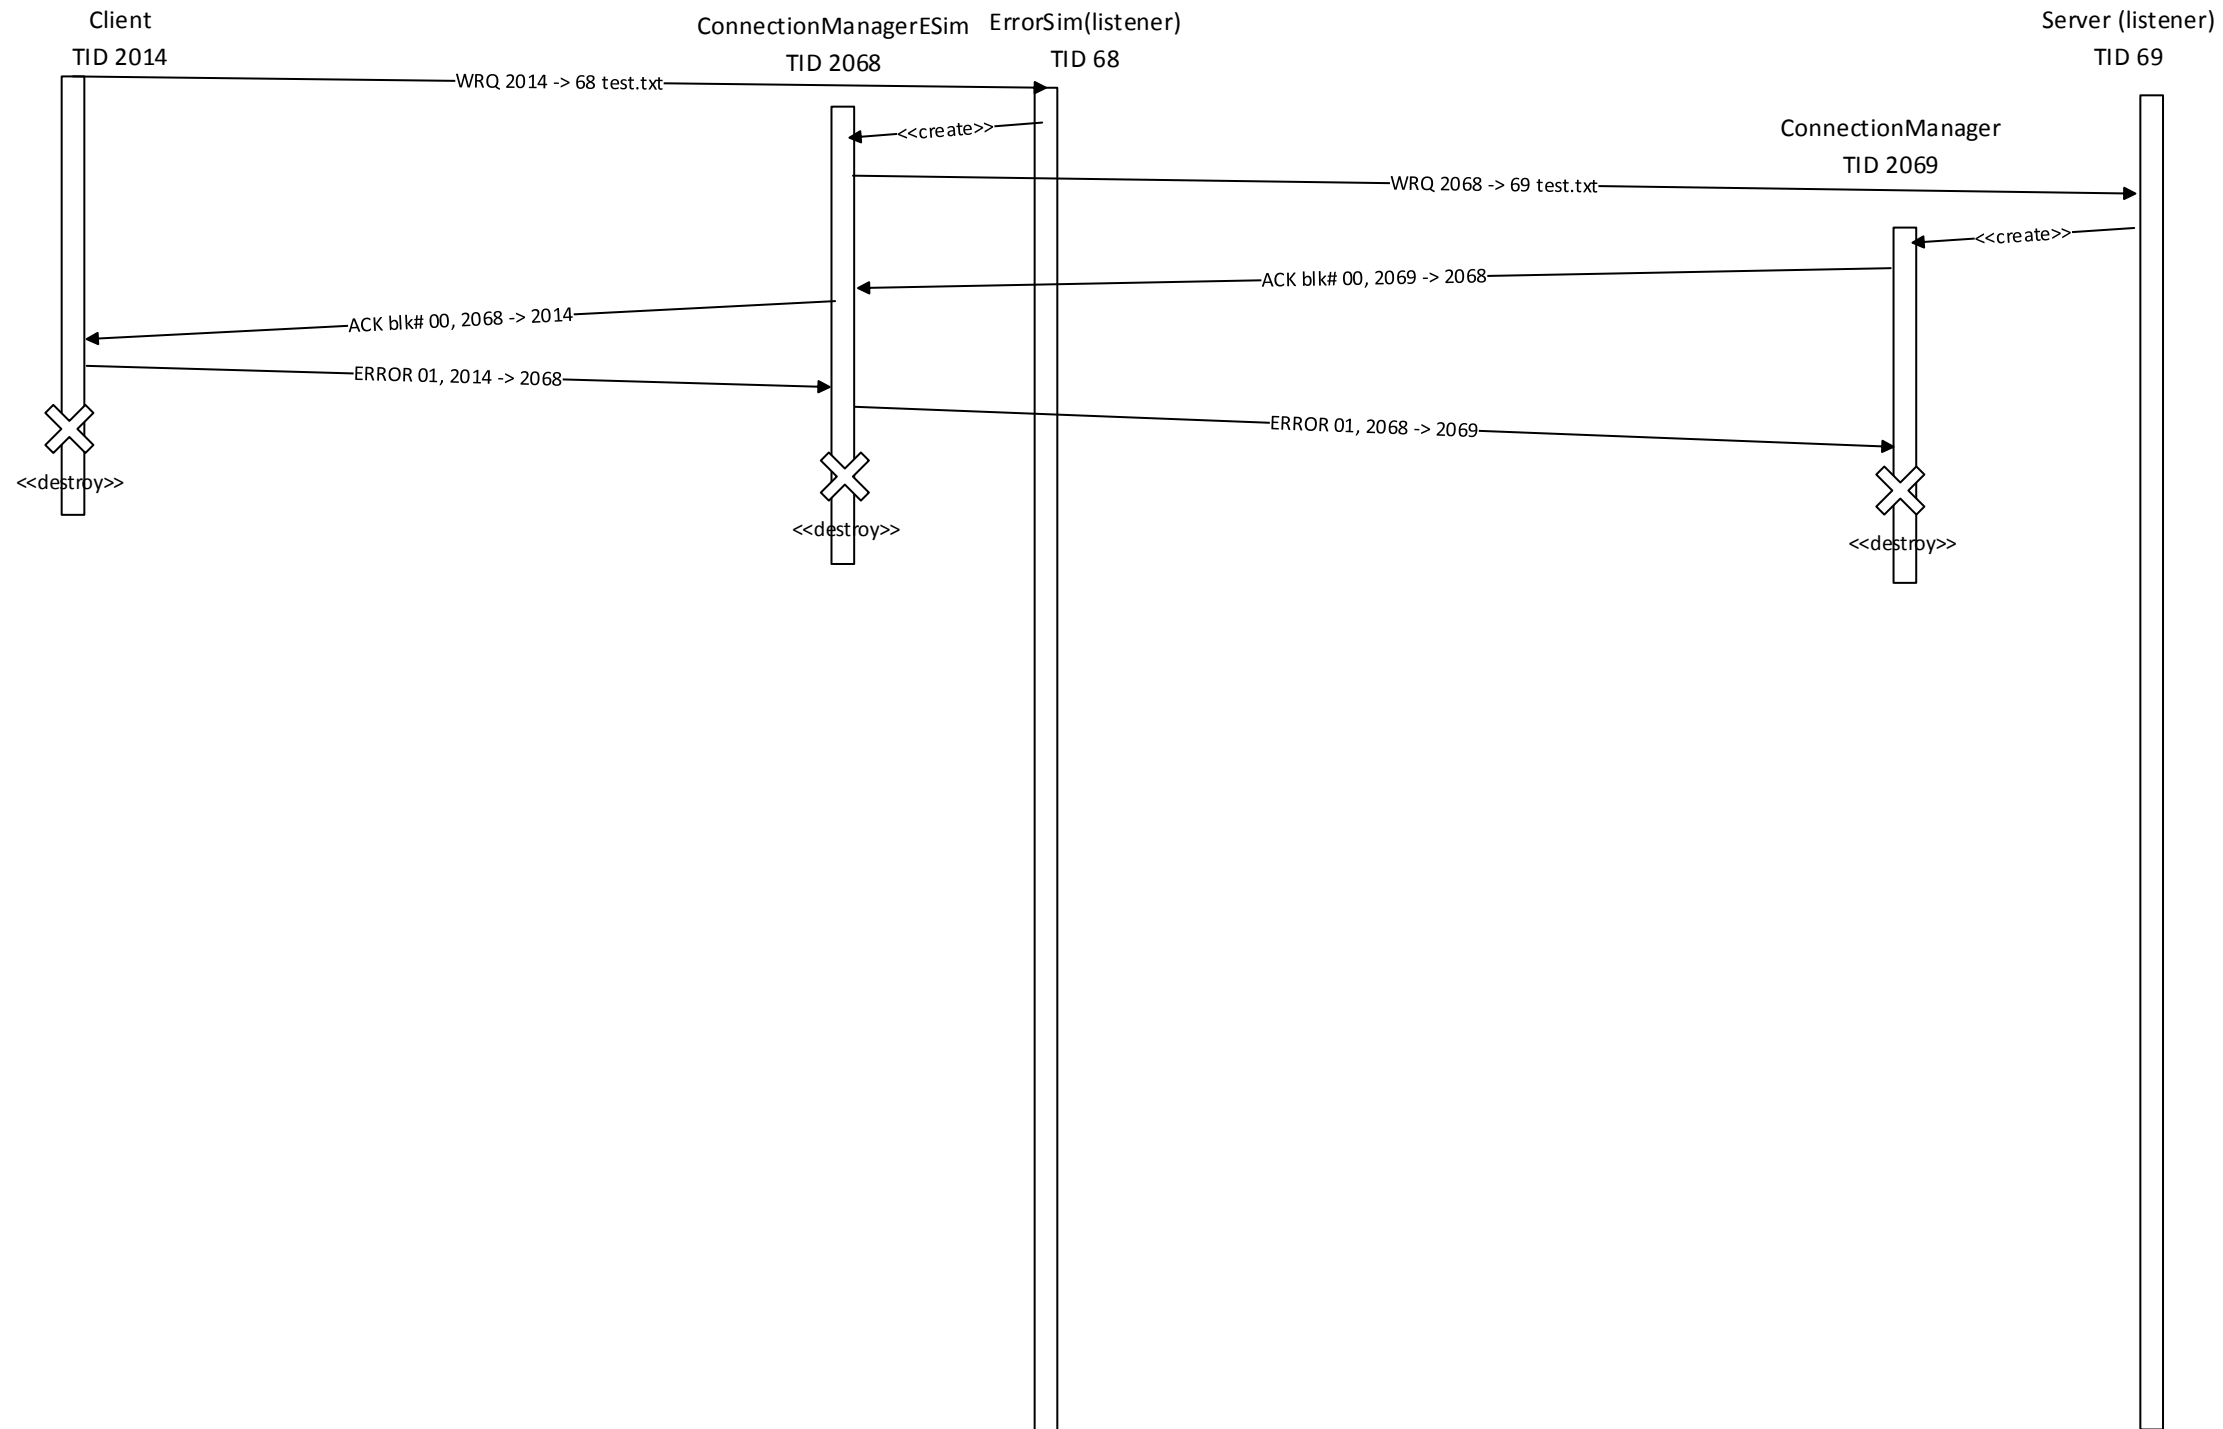 Client
TID 2014
ConnectionManagerESim
TID 2068
ErrorSim(listener)
TID 68
Server (listener)
TID 69
WRQ 2014 -> 68 test.txt
<<create>>
ConnectionManager
TID 2069
WRQ 2068 -> 69 test.txt
<<create>>
ACK blk# 00, 2069 -> 2068
ACK blk# 00, 2068 -> 2014
ERROR 01, 2014 -> 2068
ERROR 01, 2068 -> 2069
<<destroy>>
<<destroy>>
<<destroy>>